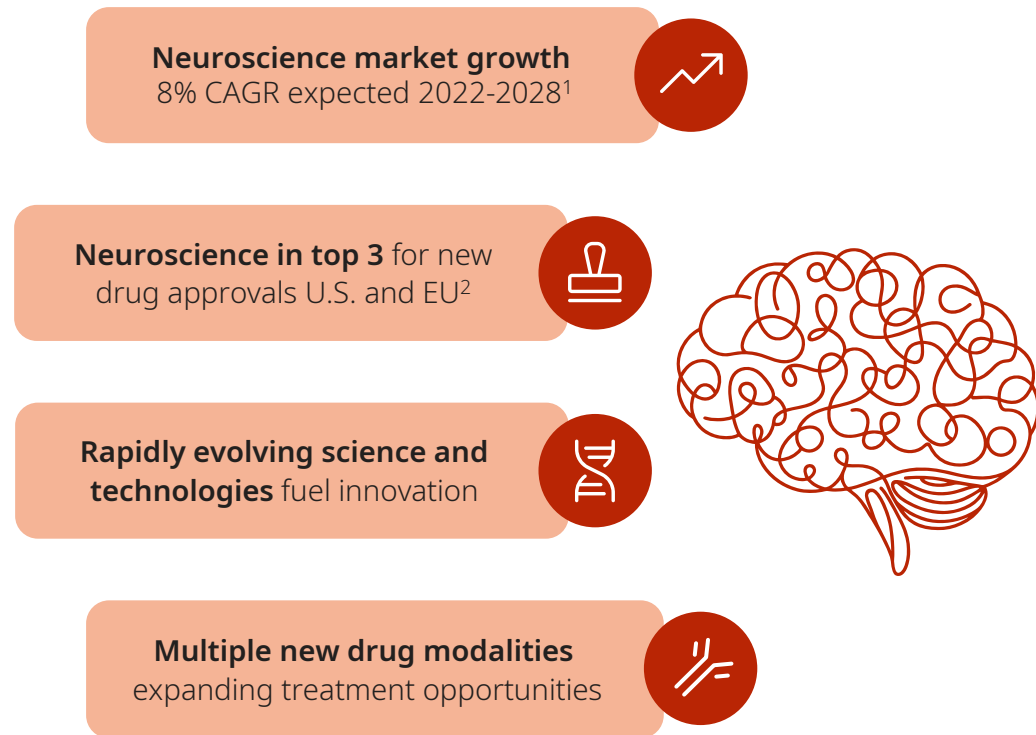 Neuroscience market growth
8% CAGR expected 2022-2028¹
Neuroscience in top 3 for new
drug approvals U.S. and EU²
Rapidly evolving science and
technologies fuel innovation
Multiple new drug modalities
expanding treatment opportunities